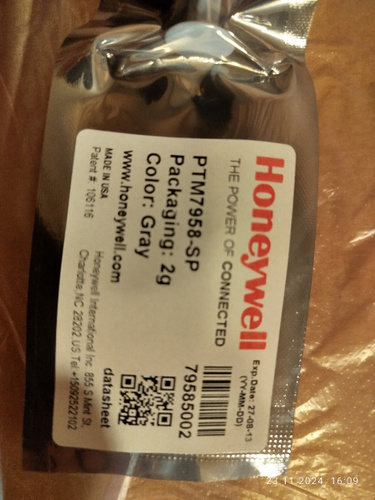 Honeywell
THE POWER OF CONNECTED
Exp.Date: 27-08-13
(YY-MM-DD)
PTM7958-SP
Packaging: 2g
Color: Gray
79585002
www.honeywell.com
datasheet
MADE IN USA
Patent # 106116
Honeywell International Inc. 855 S Mint St,
Charlotte, NC 28202 US Tel +15092522102
23.11.2024, 16:09